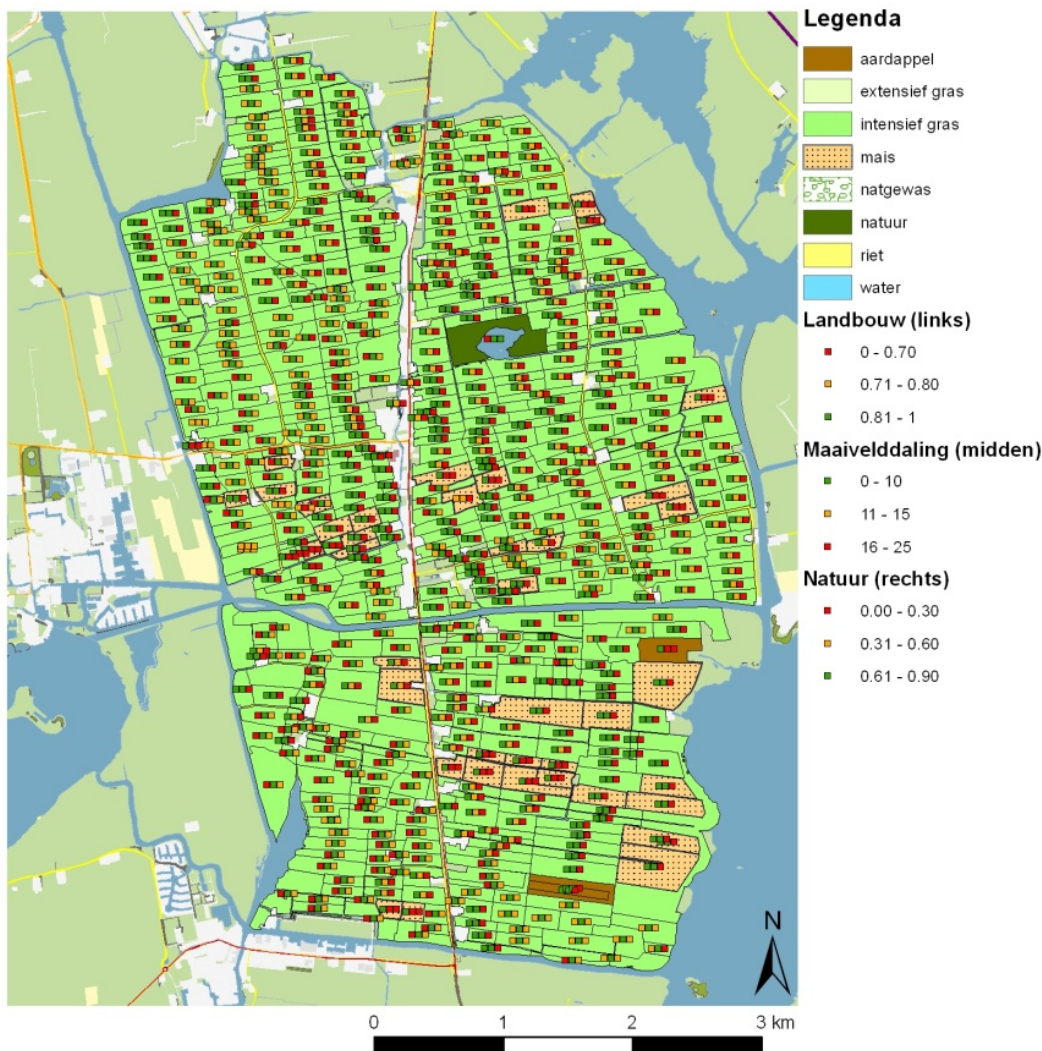 Legenda
aardappel
extensief gras
intensief gras
mais
natgewas
natuur
riet
water
Landbouw (links)
0 - 0.70
0.71 - 0.80
0.81 - 1
Maaivelddaling (midden)
0 - 10
11 - 15
16 - 25
Natuur (rechts)
0.00 - 0.30
0.31 - 0.60
0.61 - 0.90
N
0 1 2 3 km